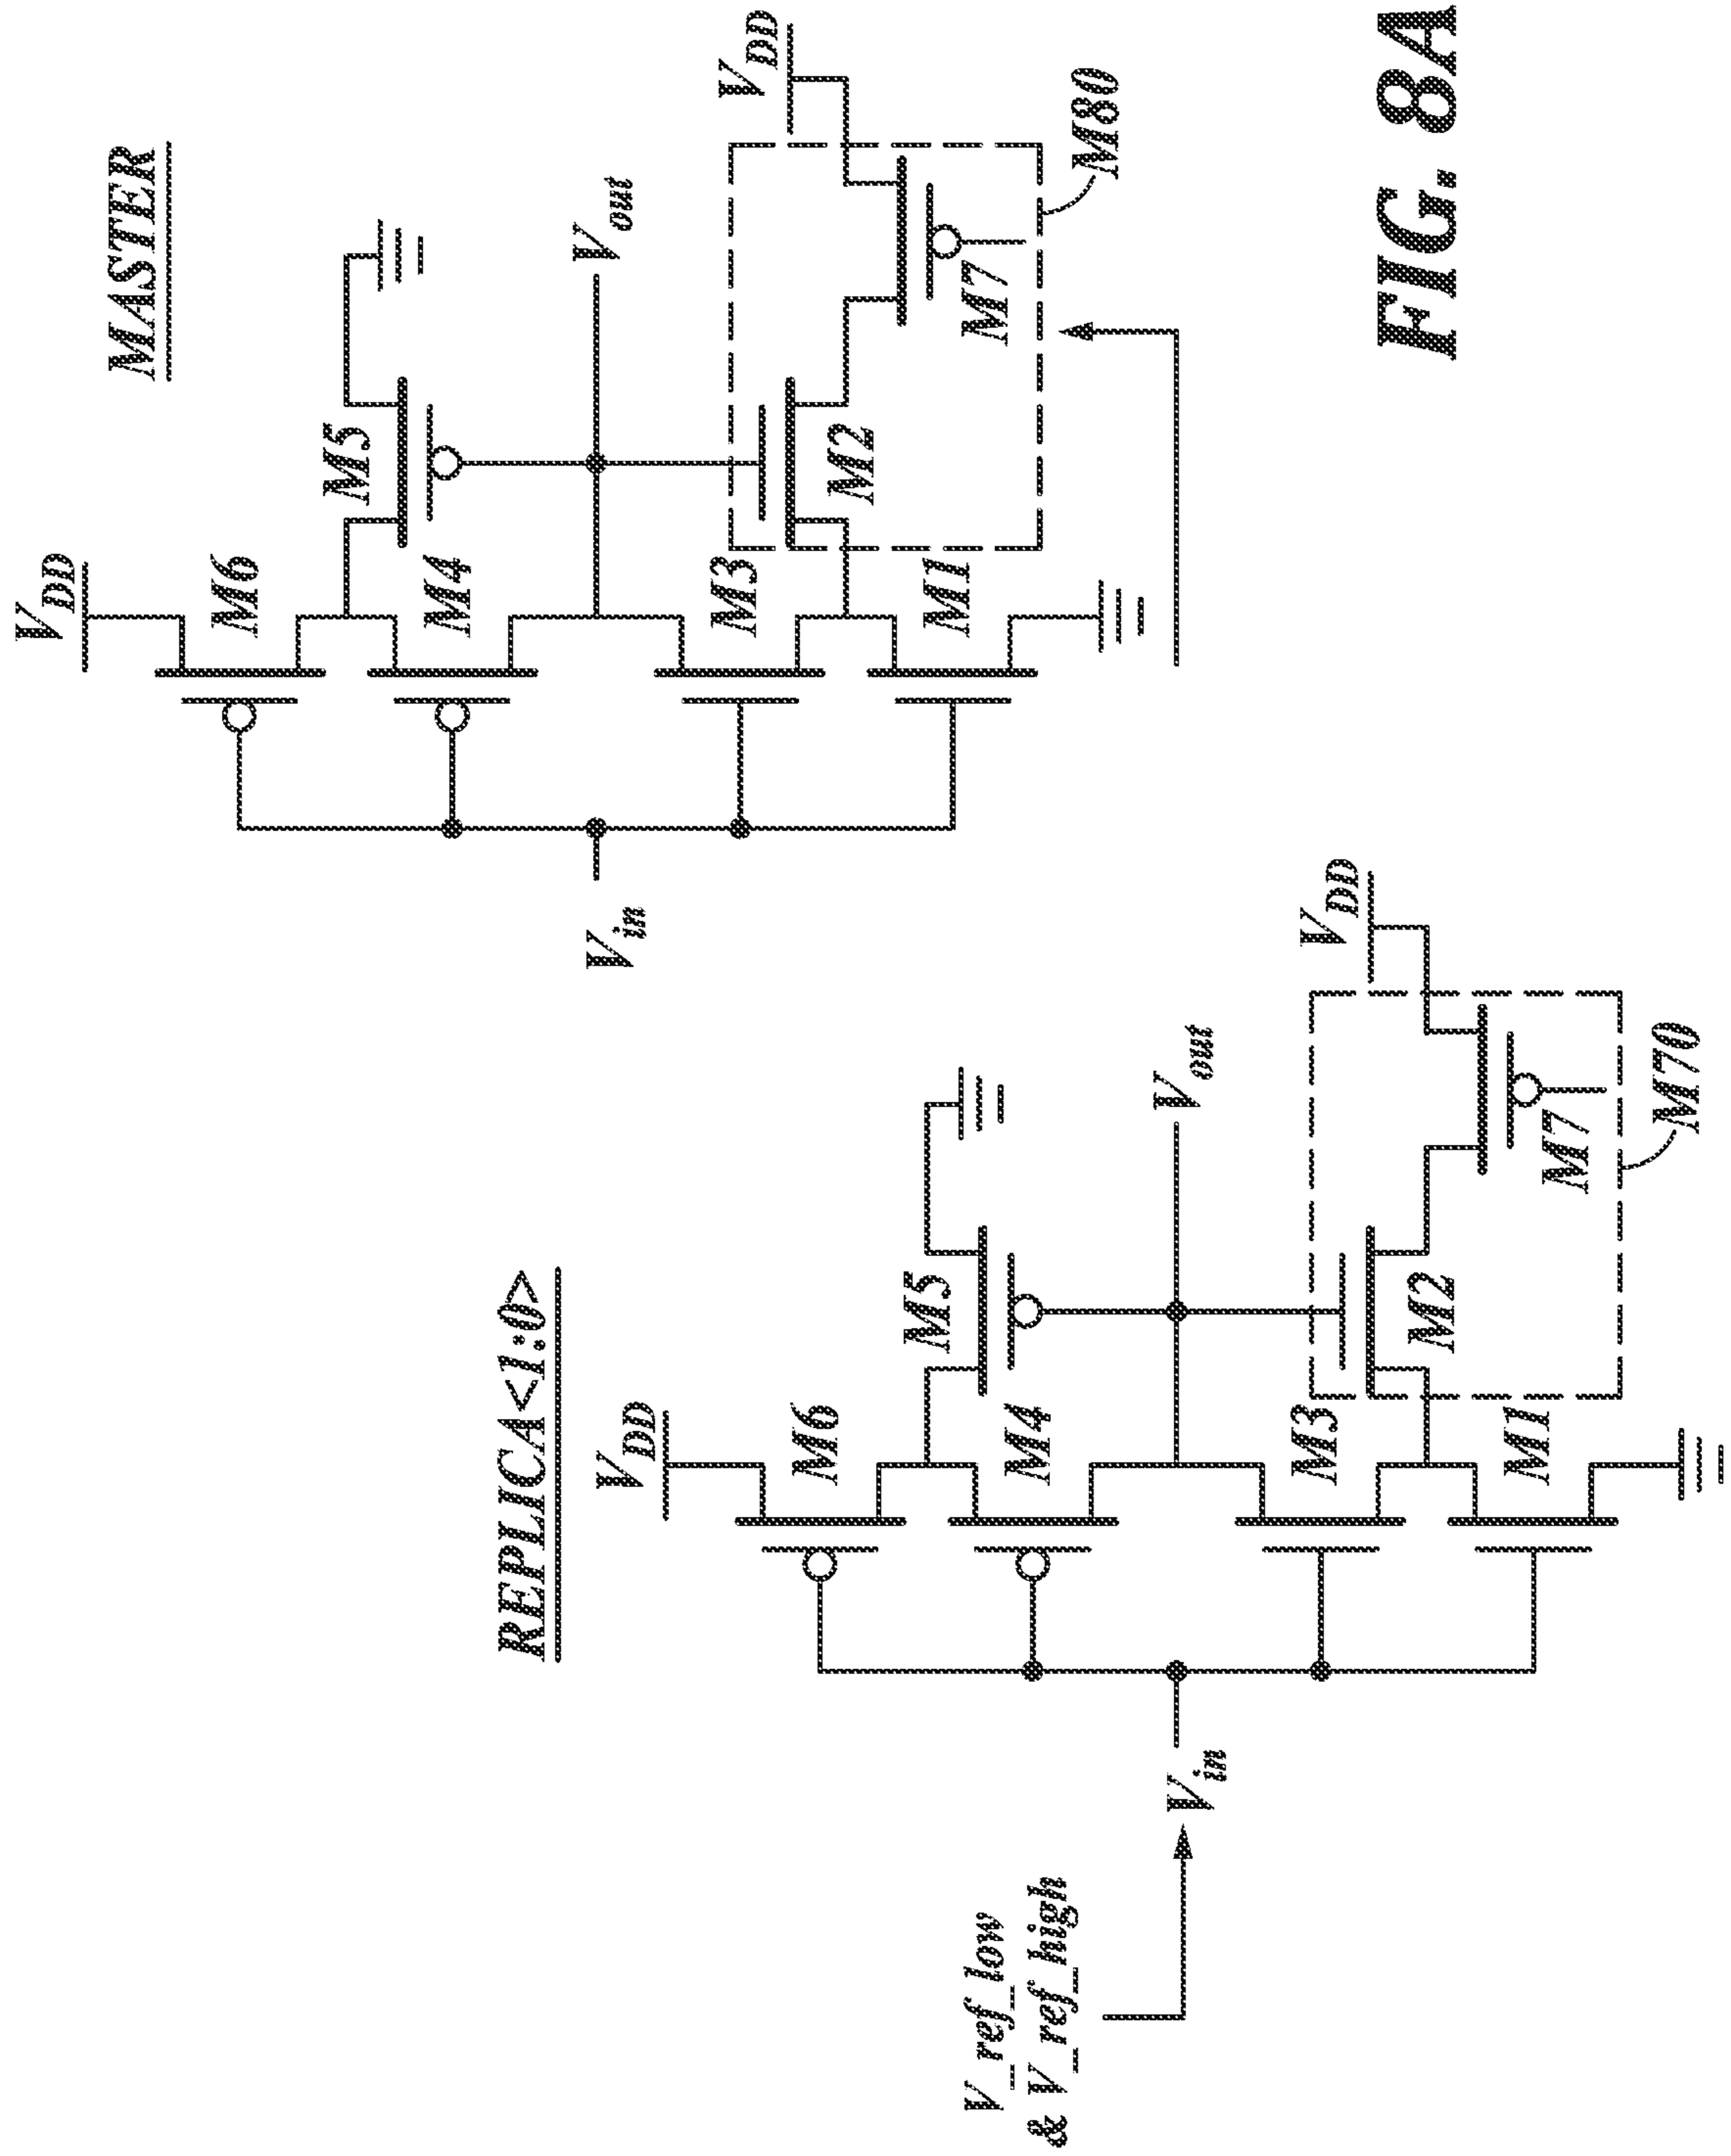 MASTER
V_DD
M6
M5
M4
V_in
V_out
V_DD
M3
M2
M1
M7
M80
REPLICA<1:0>
V_DD
M6
M5
M4
V_ref_low
& V_ref_high
V_in
V_out
V_DD
M3
M2
M1
M7
M70
FIG. 8A